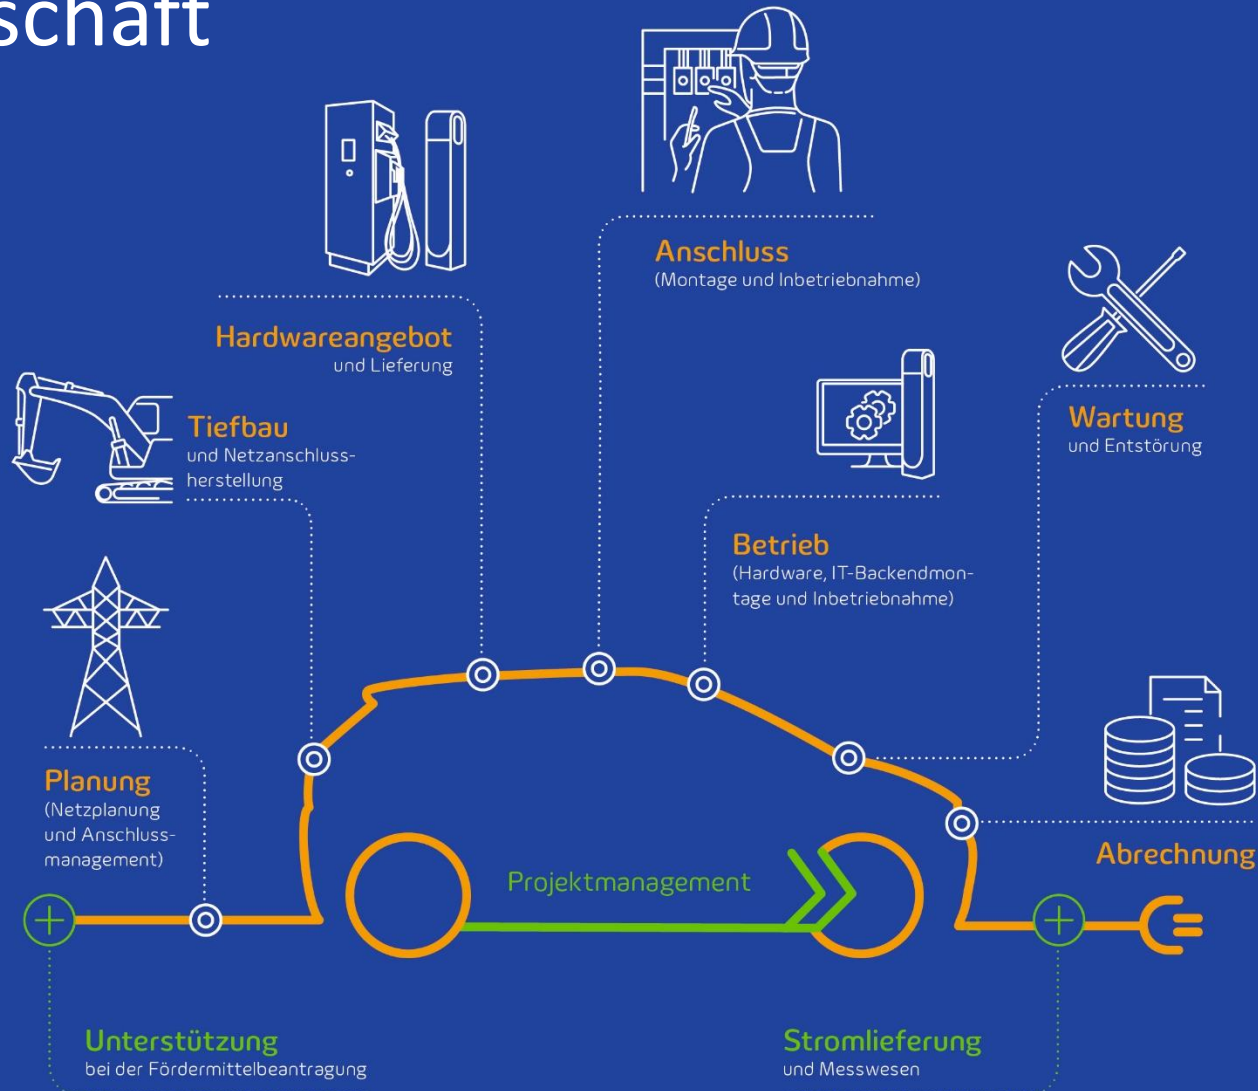 schaft
Anschluss
(Montage und Inbetriebnahme)
Hardwareangebot
und Lieferung
Tiefbau
und Netzanschluss-
herstellung
Wartung
und Entstörung
Betrieb
(Hardware, IT-Backendmon-
tage und Inbetriebnahme)
Planung
(Netzplanung
und Anschluss-
management)
Abrechnung
Projektmanagement
Unterstützung
bei der Fördermittelbeantragung
Stromlieferung
und Messwesen